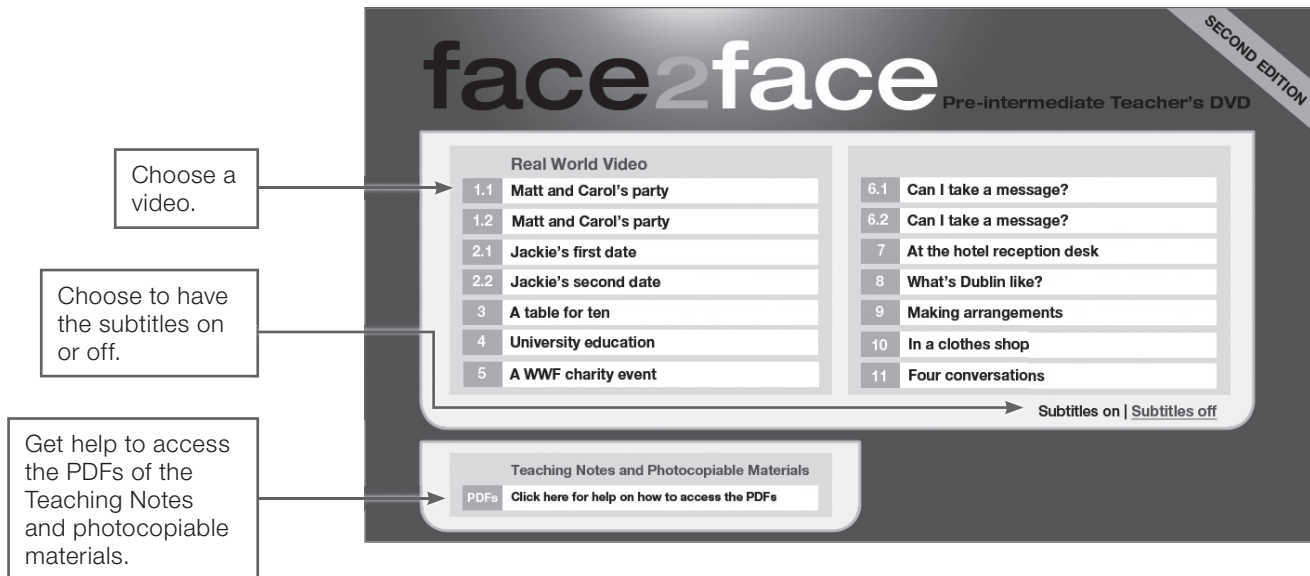 Choose a
video.
Choose to have
the subtitles on
or off.
Get help to access
the PDFs of the
Teaching Notes
and photocopiable
materials.
SECOND EDITION
face2face
Pre-intermediate Teacher's DVD
Real World Video
1.1 Matt and Carol's party
1.2 Matt and Carol's party
2.1 Jackie's first date
2.2 Jackie's second date
3 A table for ten
4 University education
5 A WWF charity event
6.1 Can I take a message?
6.2 Can I take a message?
7 At the hotel reception desk
8 What's Dublin like?
9 Making arrangements
10 In a clothes shop
11 Four conversations
Subtitles on | Subtitles off
Teaching Notes and Photocopiable Materials
PDFs Click here for help on how to access the PDFs